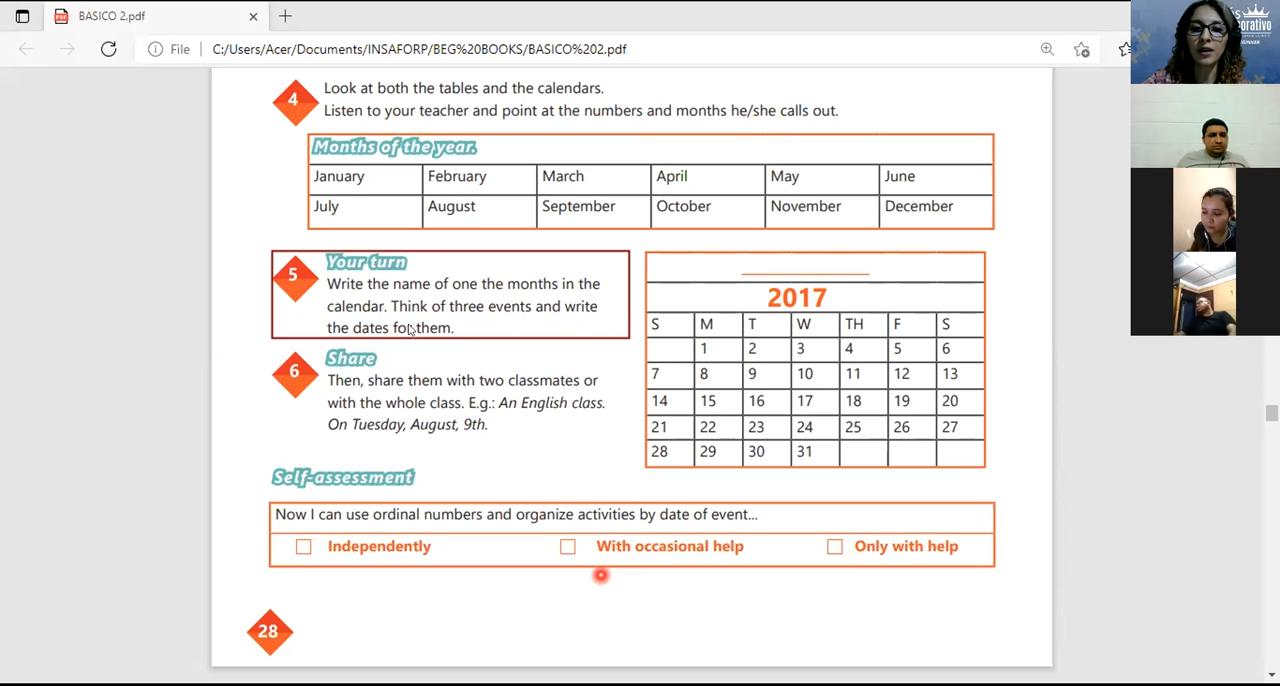 BASICO 2.pdf
File
C:/Users/Acer/Documents/INSAFORP/BEG%20BOOKS/BASICO%202.pdf
4
Look at both the tables and the calendars.
Listen to your teacher and point at the numbers and months he/she calls out.
Months of the year.
January February March April May June
July August September October November December
5
Your turn
Write the name of one the months in the
calendar. Think of three events and write
the dates for them.
6
Share
Then, share them with two classmates or
with the whole class. E.g.: An English class.
On Tuesday, August, 9th.
2017
S M T W TH F S
1 2 3 4 5 6
7 8 9 10 11 12 13
14 15 16 17 18 19 20
21 22 23 24 25 26 27
28 29 30 31
Self-assessment
Now I can use ordinal numbers and organize activities by date of event...
Independently With occasional help Only with help
28